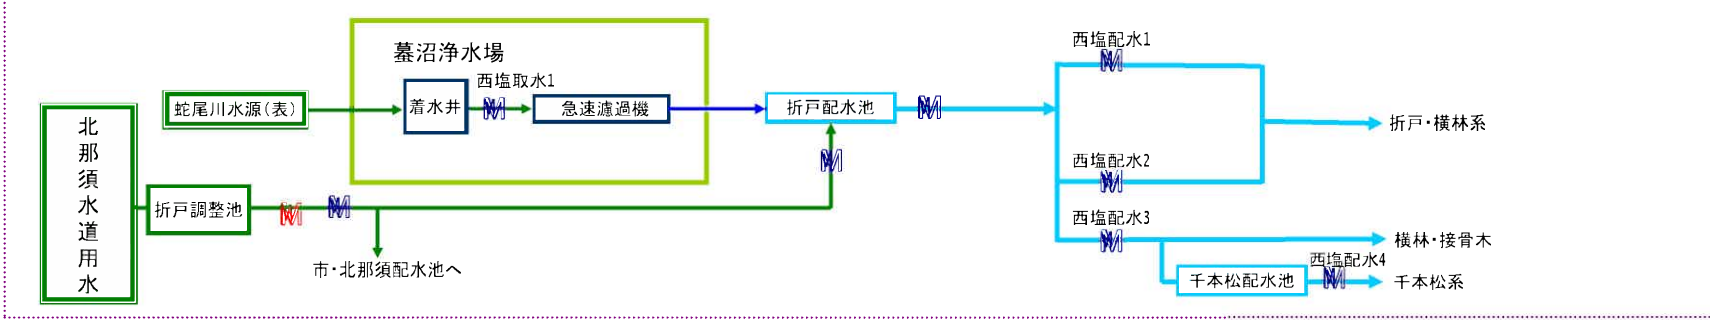 北那須水道用水
蛇尾川水源(表)
折戸調整池
墓沼浄水場
着水井
西塩取水1
M
急速濾過機
M
M
市・北那須配水池へ
折戸配水池
M
M
西塩配水1
M
西塩配水2
M
西塩配水3
M
折戸・横林系
横林・接骨木
千本松配水池
西塩配水4
M
千本松系